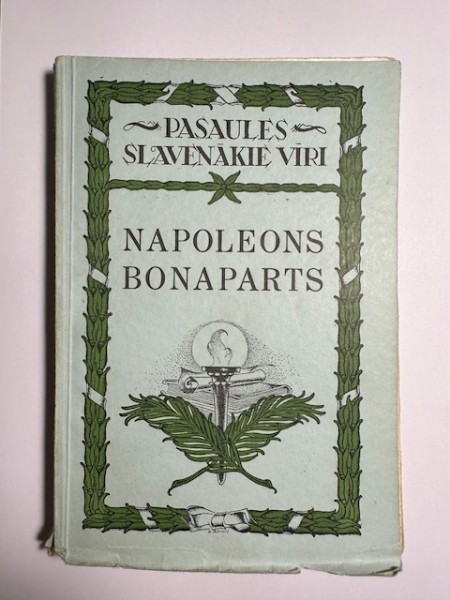 PASAULES
SLAVENĀKIE VĪRI
NAPOLEONS
BONAPARTS